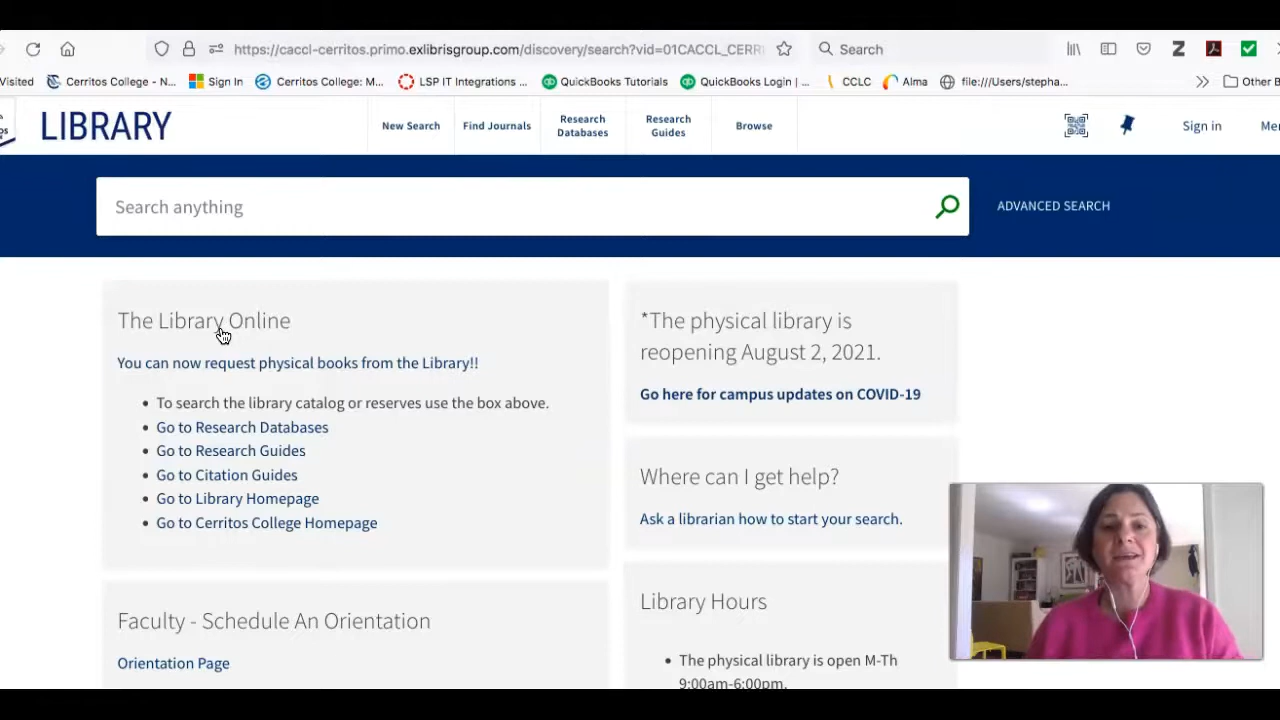 https://caccl-cerritos.primo.exlibrisgroup.com/discovery/search?vid=01CACCL_CERRI
Search
Visited
Cerritos College - N...
Sign In
Cerritos College: M...
LSP IT Integrations ...
QuickBooks Tutorials
QuickBooks Login | ...
CCLC
Alma
file:///Users/stepha...
Other B
LIBRARY
New Search
Find Journals
Research
Databases
Research
Guides
Browse
Sign in
Search anything
ADVANCED SEARCH
The Library Online
You can now request physical books from the Library!!
• To search the library catalog or reserves use the box above.
• Go to Research Databases
• Go to Research Guides
• Go to Citation Guides
• Go to Library Homepage
• Go to Cerritos College Homepage
Faculty - Schedule An Orientation
Orientation Page
*The physical library is
reopening August 2, 2021.
Go here for campus updates on COVID-19
Where can I get help?
Ask a librarian how to start your search.
Library Hours
• The physical library is open M-Th
9:00am-6:00pm.